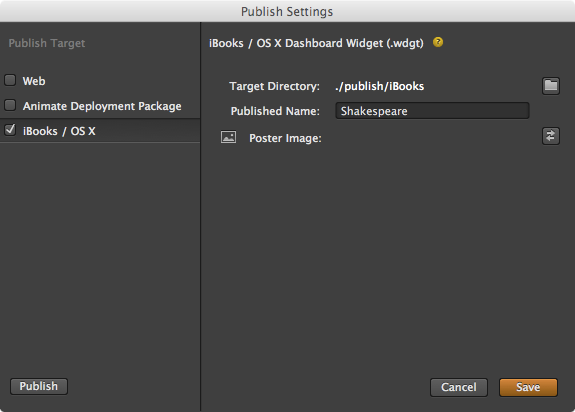 Publish Settings
Publish Target
Web
Animate Deployment Package
iBooks / OS X
iBooks / OS X Dashboard Widget (.wdgt) ?
Target Directory: ./publish/iBooks
Published Name: Shakespeare
Poster Image:
Publish
Cancel
Save